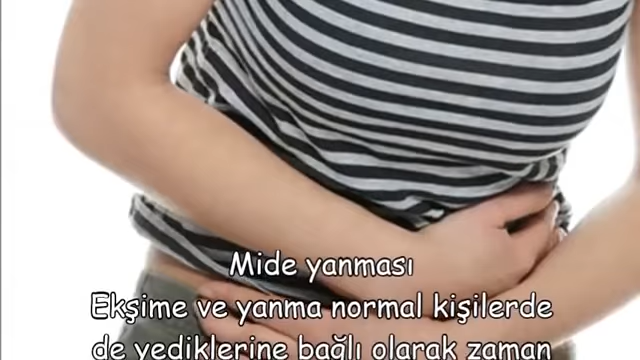 Mide yanması
Ekşime ve yanma normal kişilerde
de yediklerine bağlı olarak zaman